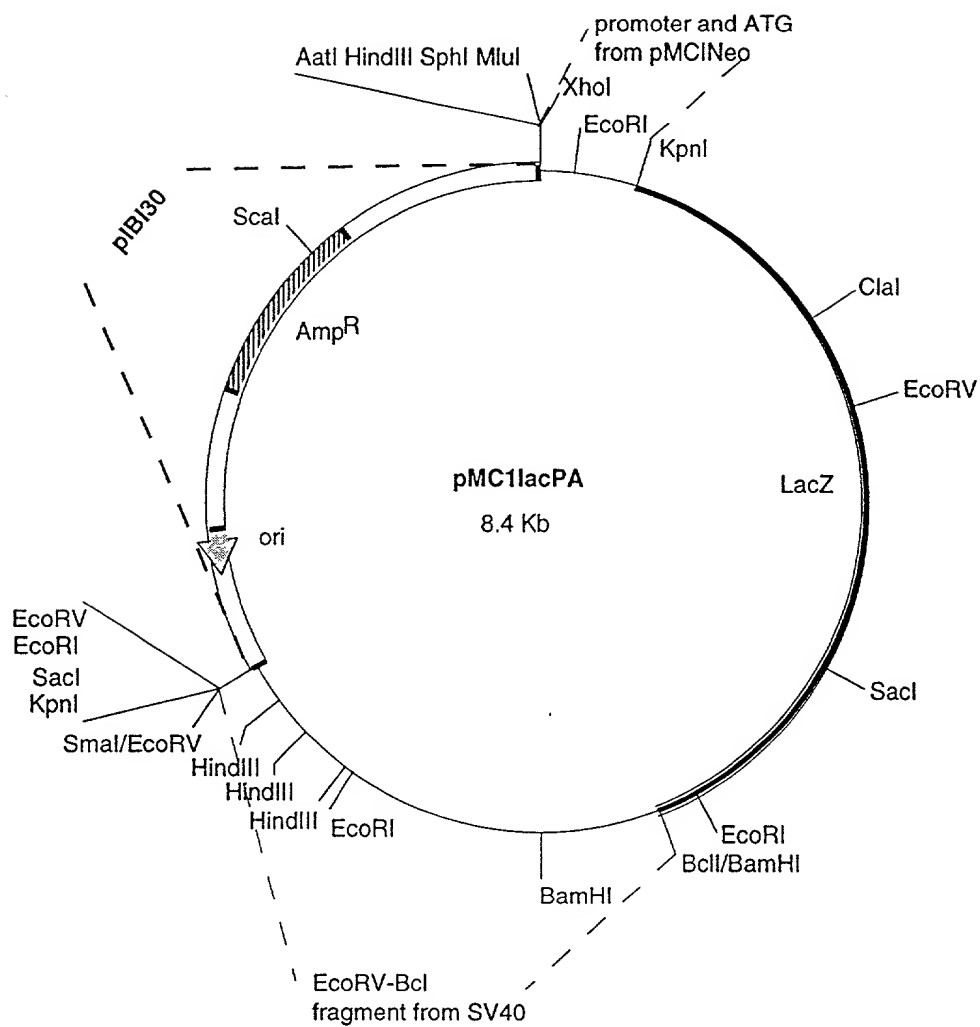 promoter and ATG
from pMCINeo
AatI HindIII SphI MluI
XhoI
EcoRI
KpnI
pIBI30
ScaI
AmpR
ClaI
EcoRV
pMC1lacPA
8.4 Kb
LacZ
ori
EcoRV
EcoRI
SacI
KpnI
SmaI/EcoRV
SacI
HindIII
HindIII
HindIII
EcoRI
EcoRI
BclI/BamHI
BamHI
EcoRV-BcI
fragment from SV40